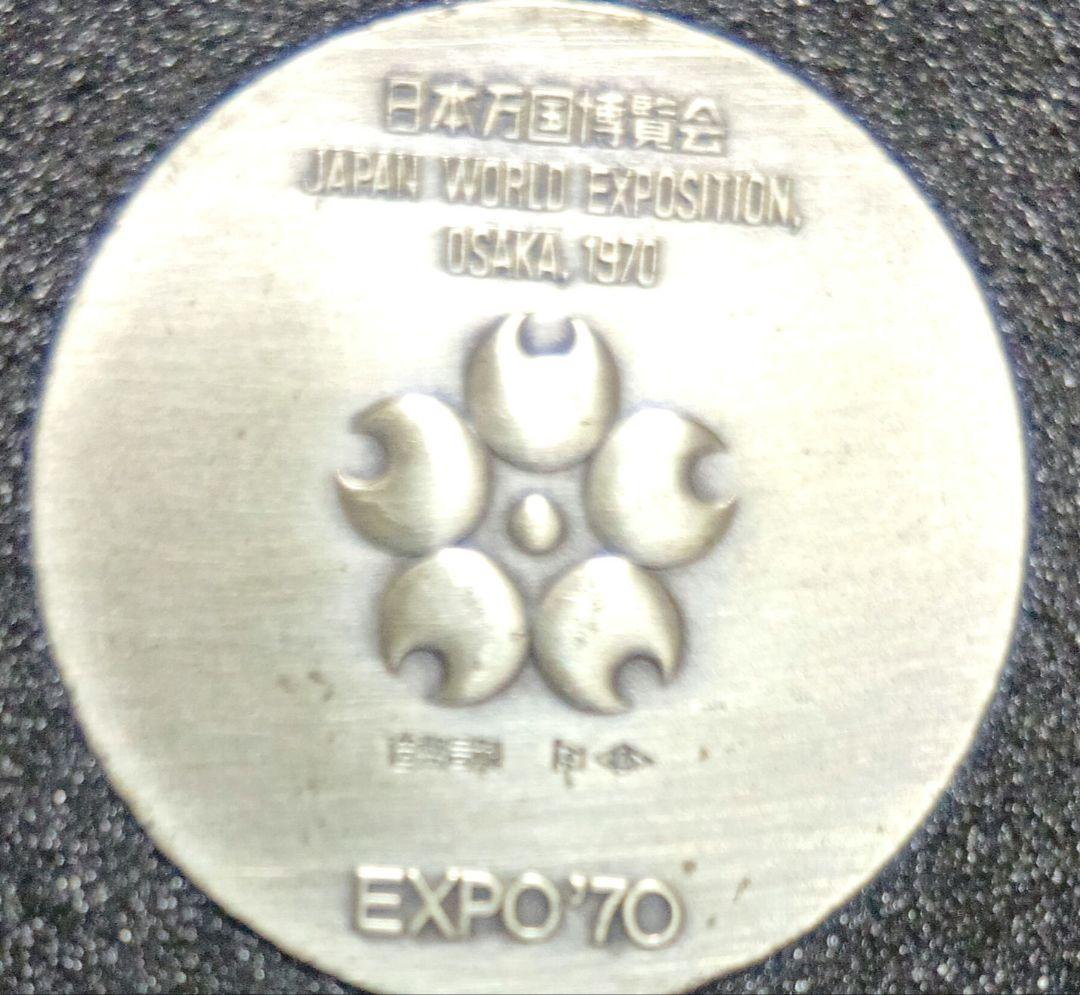 日本万国博覧会
JAPAN WORLD EXPOSITION,
OSAKA, 1970
EXPO'70